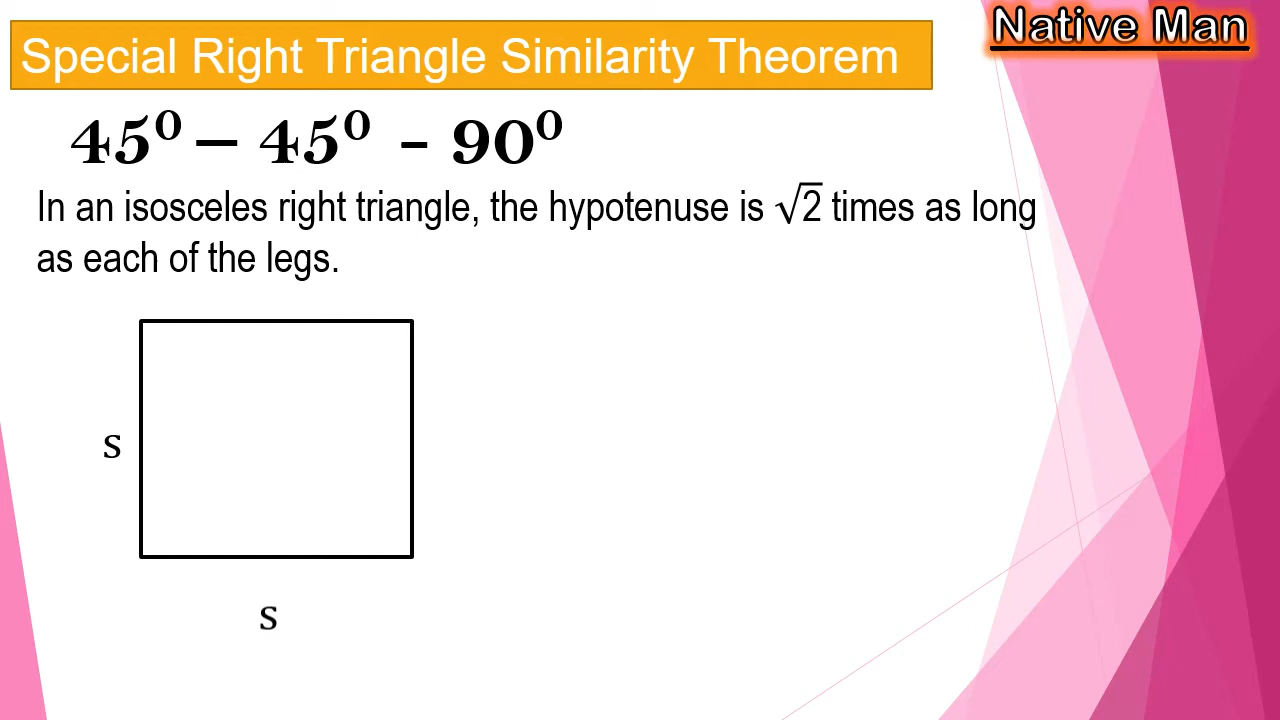 Native Man
Special Right Triangle Similarity Theorem
45⁰ – 45⁰ - 90⁰
In an isosceles right triangle, the hypotenuse is √2 times as long
as each of the legs.
s
s